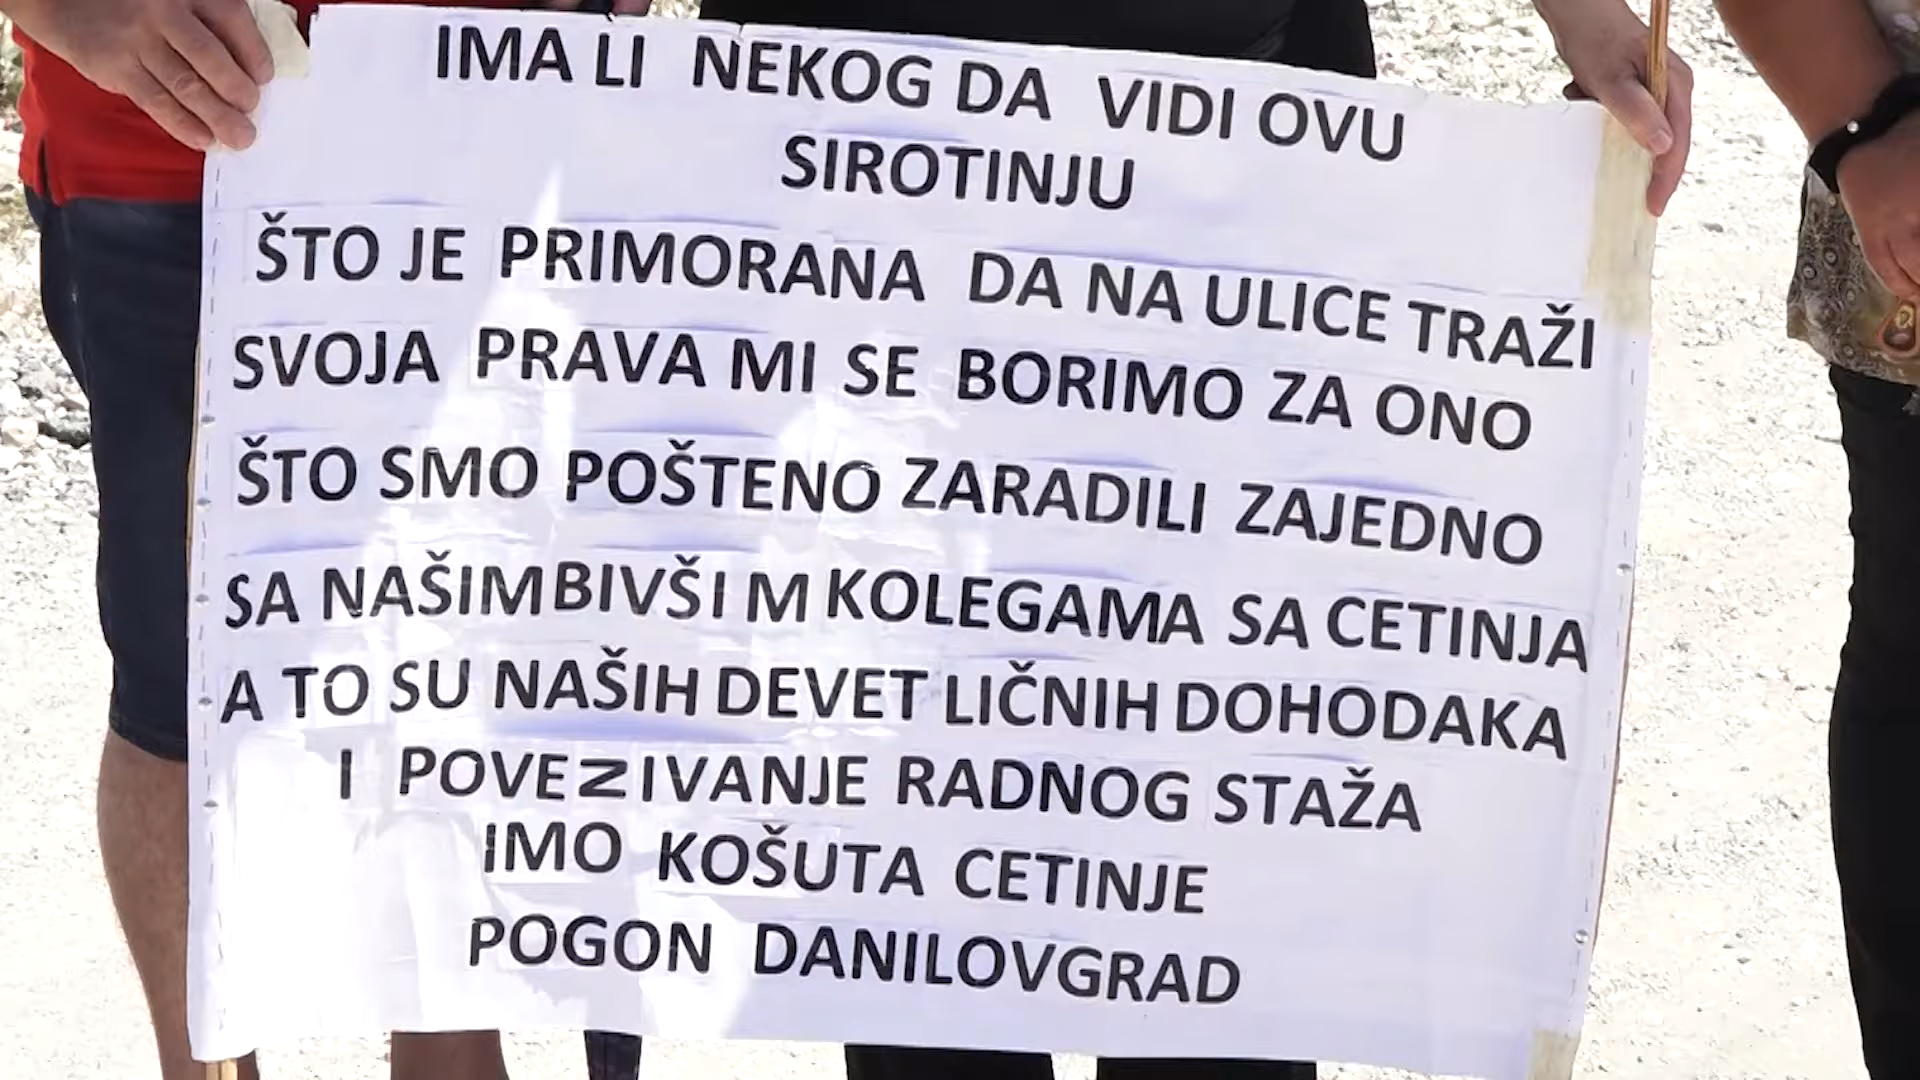 IMA LI NEKOG DA VIDI OVU
SIROTINJU
ŠTO JE PRIMORANA DA NA ULICE TRAŽI
SVOJA PRAVA MI SE BORIMO ZA ONO
ŠTO SMO POŠTENO ZARADILI ZAJEDNO
SA NAŠIM BIVŠIM KOLEGAMA SA CETINJA
A TO SU NAŠIH DEVET LIČNIH DOHODAKA
I POVEZIVANJE RADNOG STAŽA
IMO KOŠUTA CETINJE
POGON DANILOVGRAD